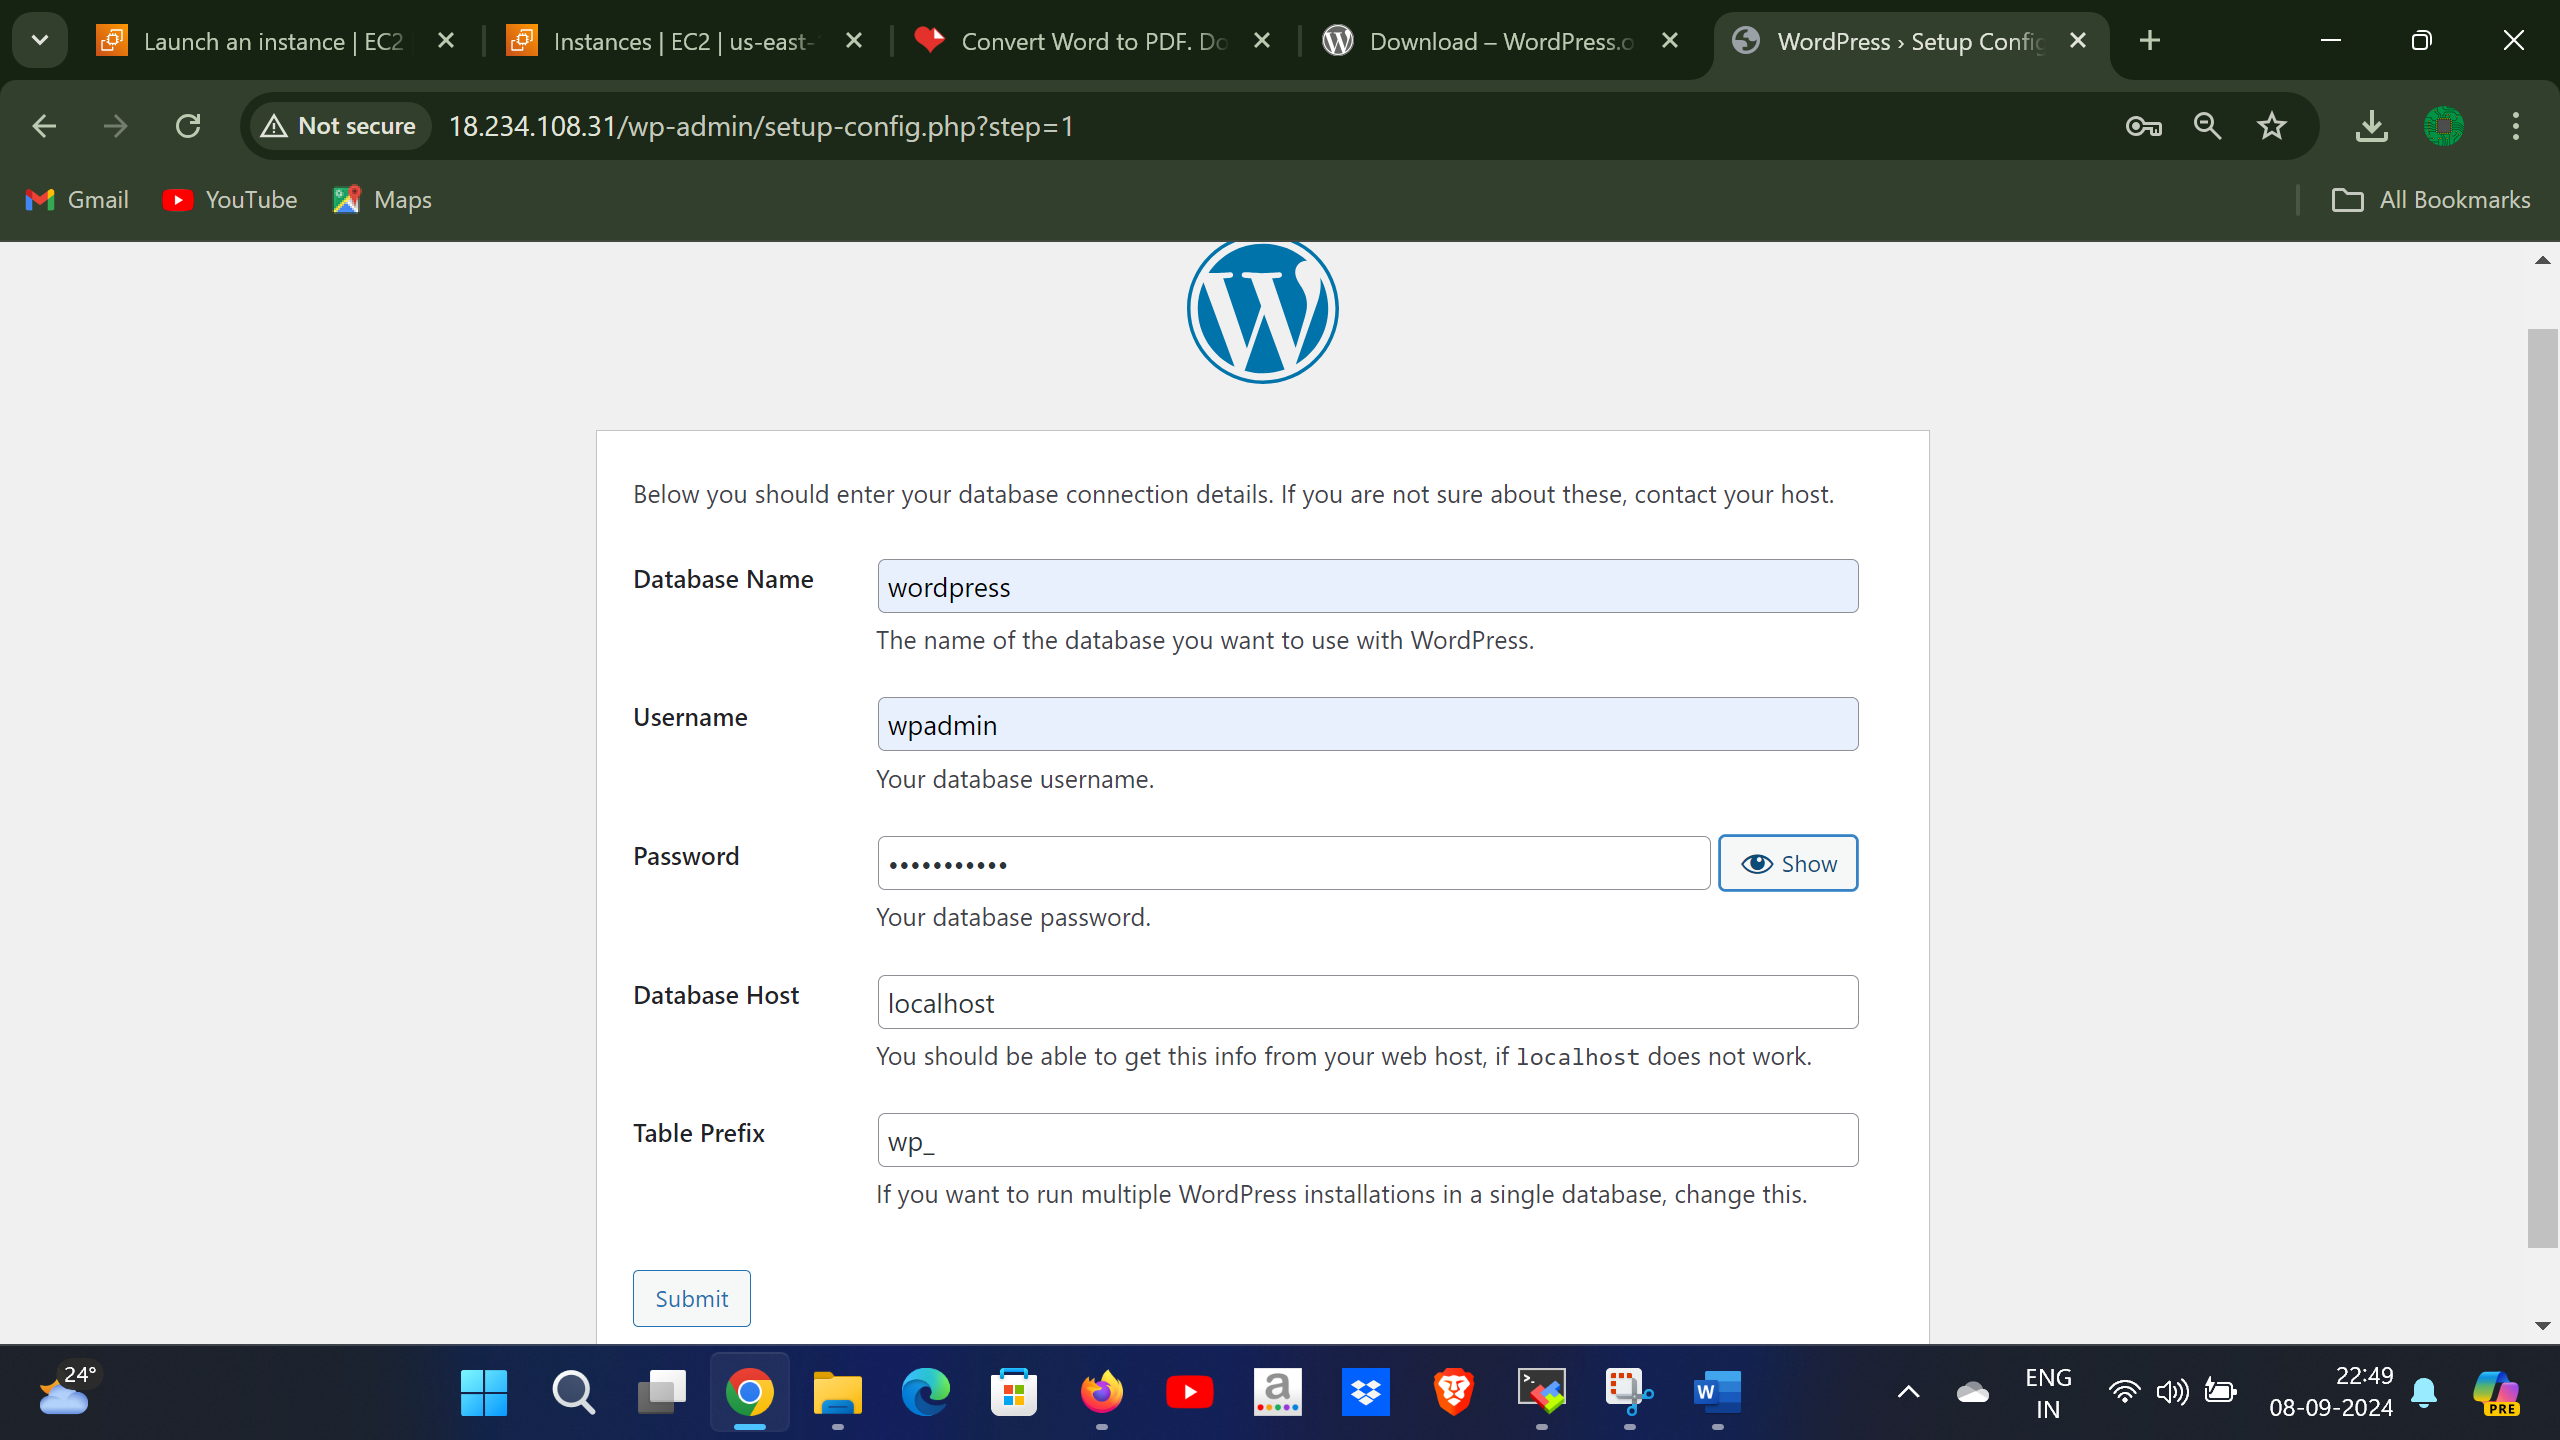 Launch an instance | EC2
Instances | EC2 | us-east-
Convert Word to PDF. Do
Download – WordPress.o
WordPress › Setup Config
Not secure
18.234.108.31/wp-admin/setup-config.php?step=1
Gmail
YouTube
Maps
All Bookmarks
Below you should enter your database connection details. If you are not sure about these, contact your host.
Database Name
wordpress
The name of the database you want to use with WordPress.
Username
wpadmin
Your database username.
Password
•••••••••••
Show
Your database password.
Database Host
localhost
You should be able to get this info from your web host, if localhost does not work.
Table Prefix
wp_
If you want to run multiple WordPress installations in a single database, change this.
Submit
24°
ENG
IN
22:49
08-09-2024
PRE